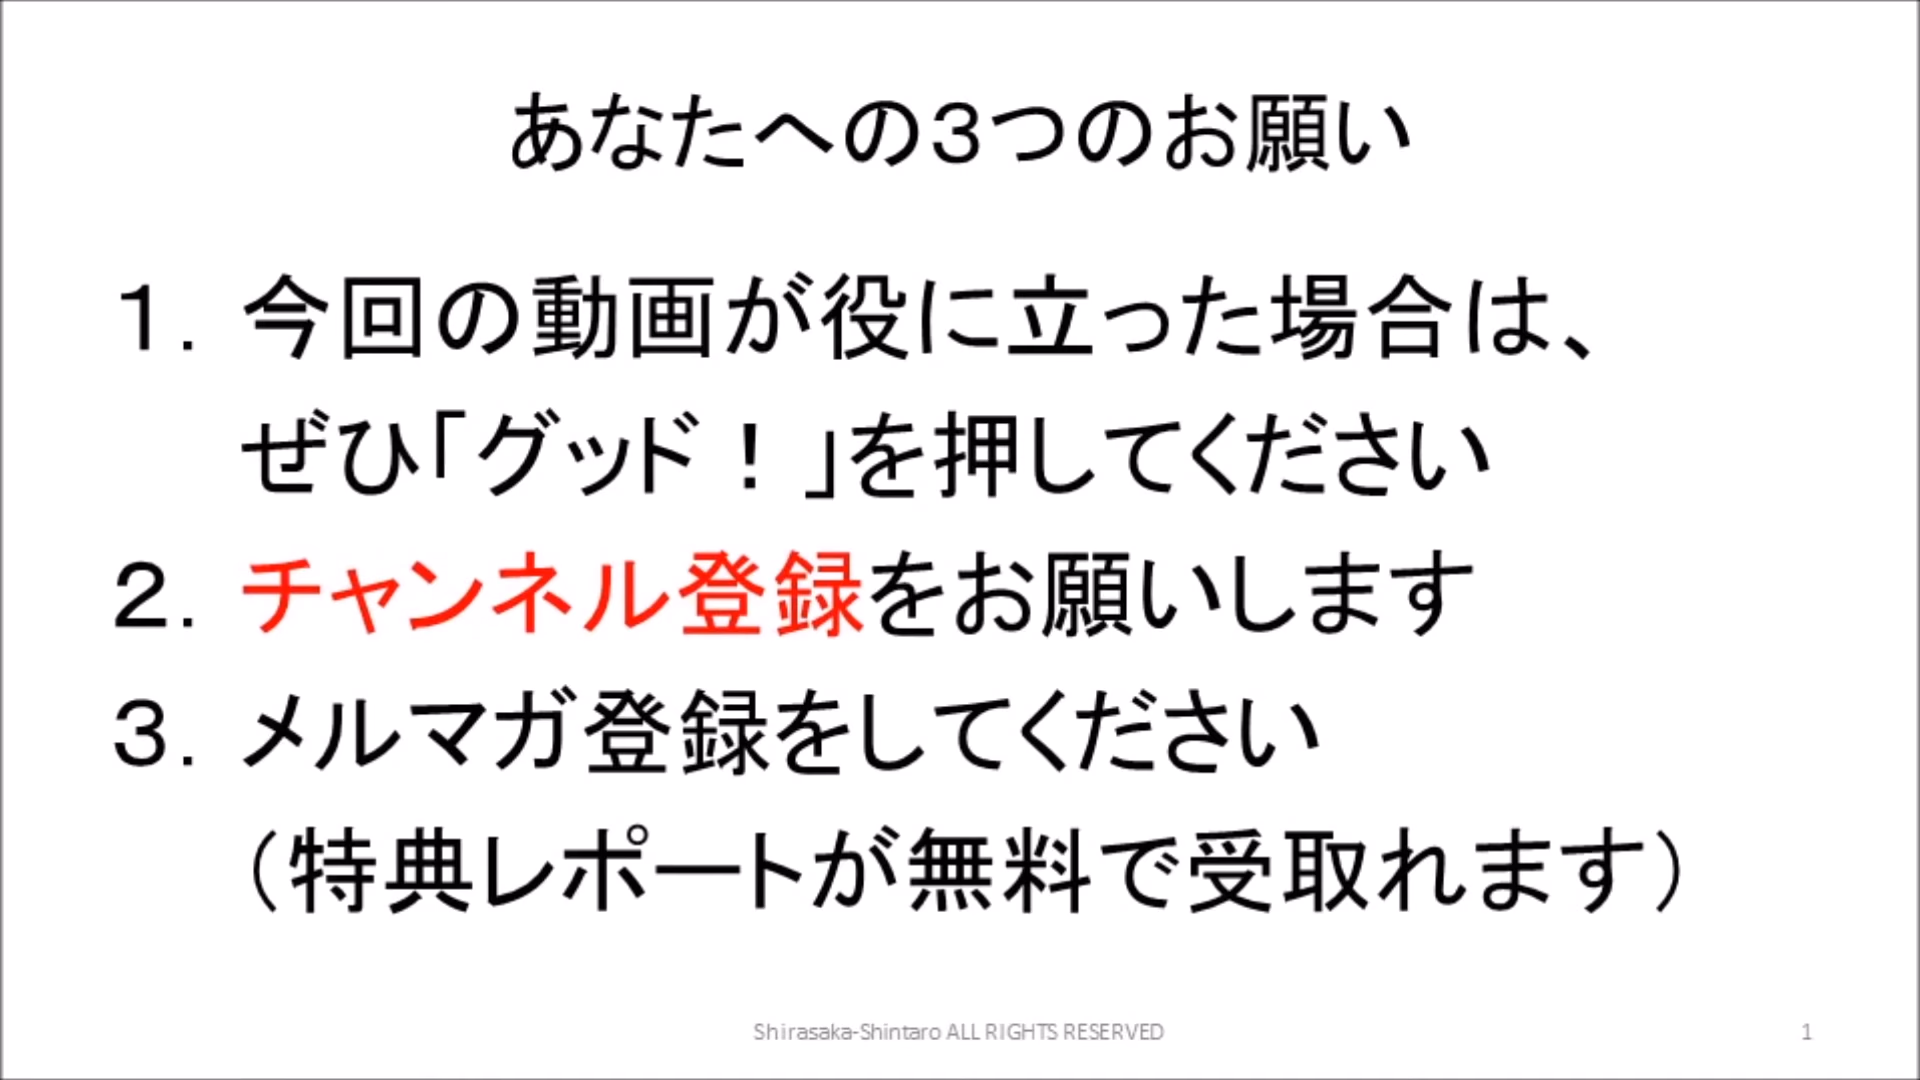 あなたへの３つのお願い
１．今回の動画が役に立った場合は、
ぜひ「グッド！」を押してください
２．チャンネル登録をお願いします
３．メルマガ登録をしてください
（特典レポートが無料で受取れます）
Shirasaka-Shintaro ALL RIGHTS RESERVED
1